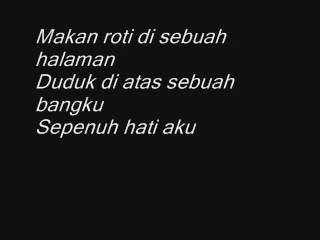 Makan roti di sebuah
halaman
Duduk di atas sebuah
bangku
Sepenuh hati aku